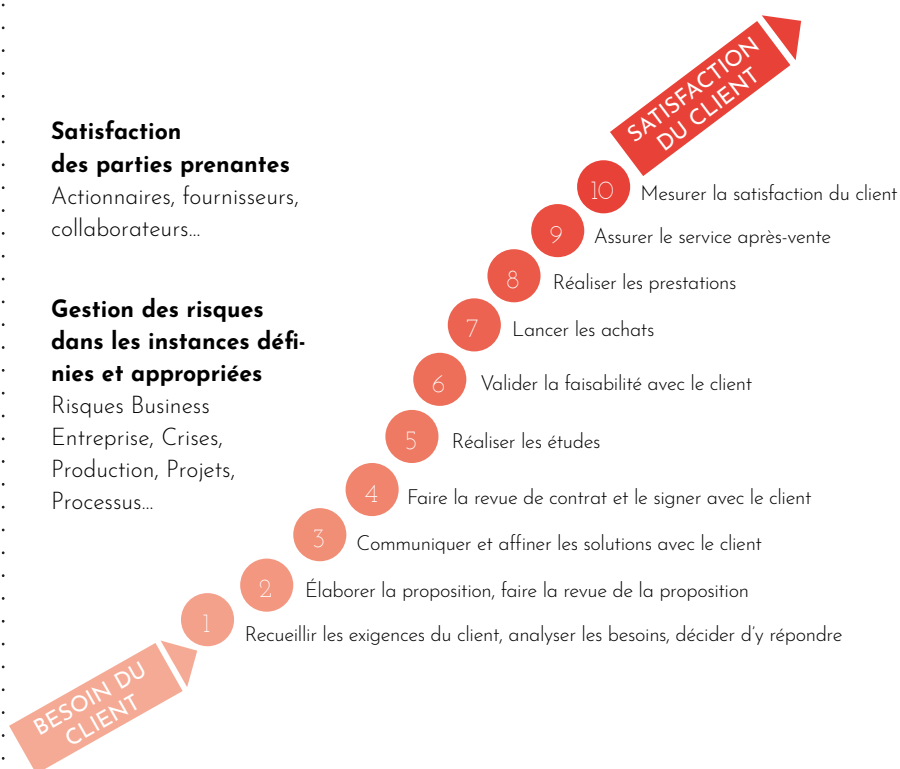 SATISFACTION
DU CLIENT
Satisfaction
des parties prenantes
Actionnaires, fournisseurs,
collaborateurs...
10 Mesurer la satisfaction du client
9 Assurer le service après-vente
8 Réaliser les prestations
Gestion des risques
dans les instances défi-
nies et appropriées
Risques Business
Entreprise, Crises,
Production, Projets,
Processus...
7 Lancer les achats
6 Valider la faisabilité avec le client
5 Réaliser les études
4 Faire la revue de contrat et le signer avec le client
3 Communiquer et affiner les solutions avec le client
2 Élaborer la proposition, faire la revue de la proposition
1 Recueillir les exigences du client, analyser les besoins, décider d’y répondre
BESOIN DU
CLIENT